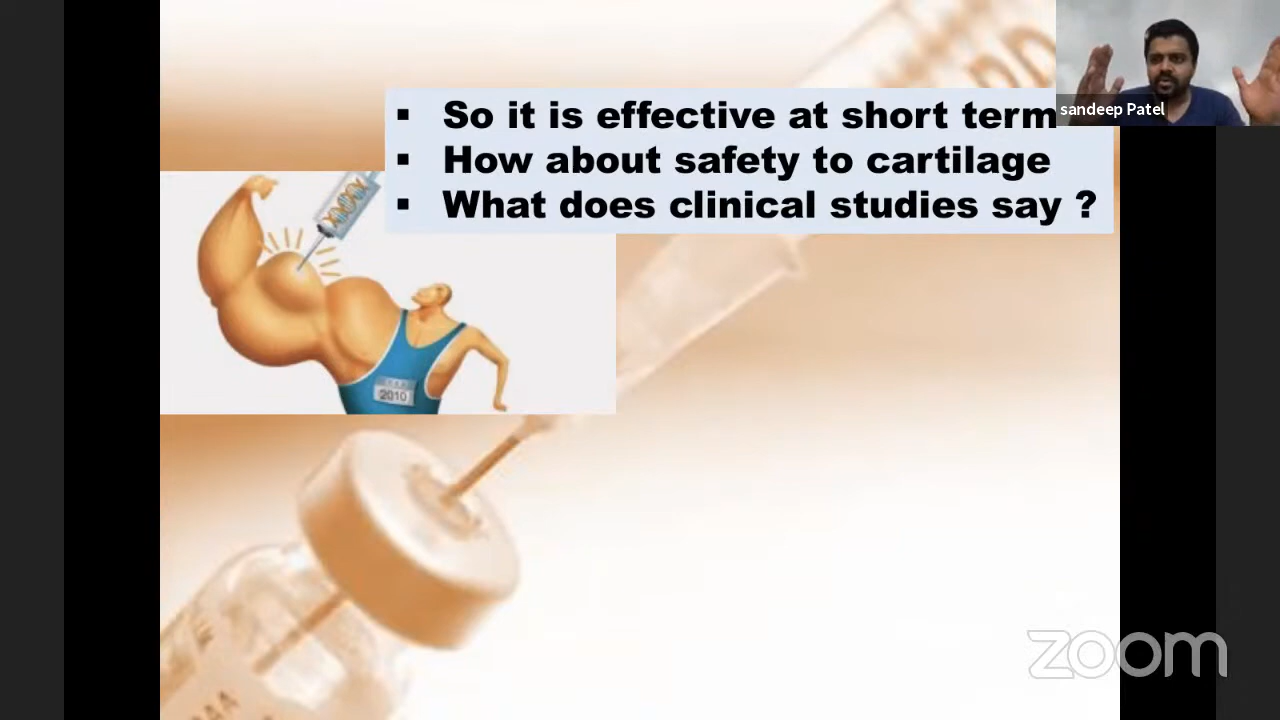 ▪ So it is effective at short term
▪ How about safety to cartilage
▪ What does clinical studies say ?
sandeep Patel
2010
zoom